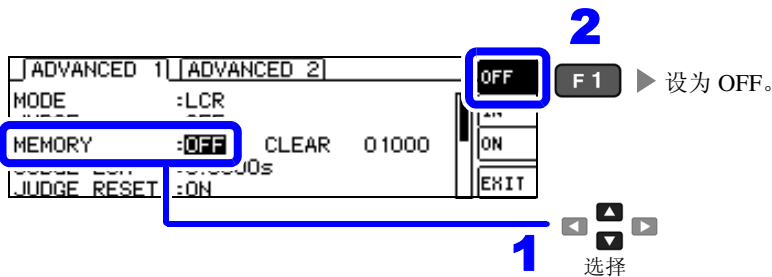 2
ADVANCED 1 ADVANCED 2
OFF
F1 ▶ 设为 OFF。
MODE :LCR
MEMORY :OFF CLEAR 01000
ON
JUDGE RESET :ON
EXIT
1
选择